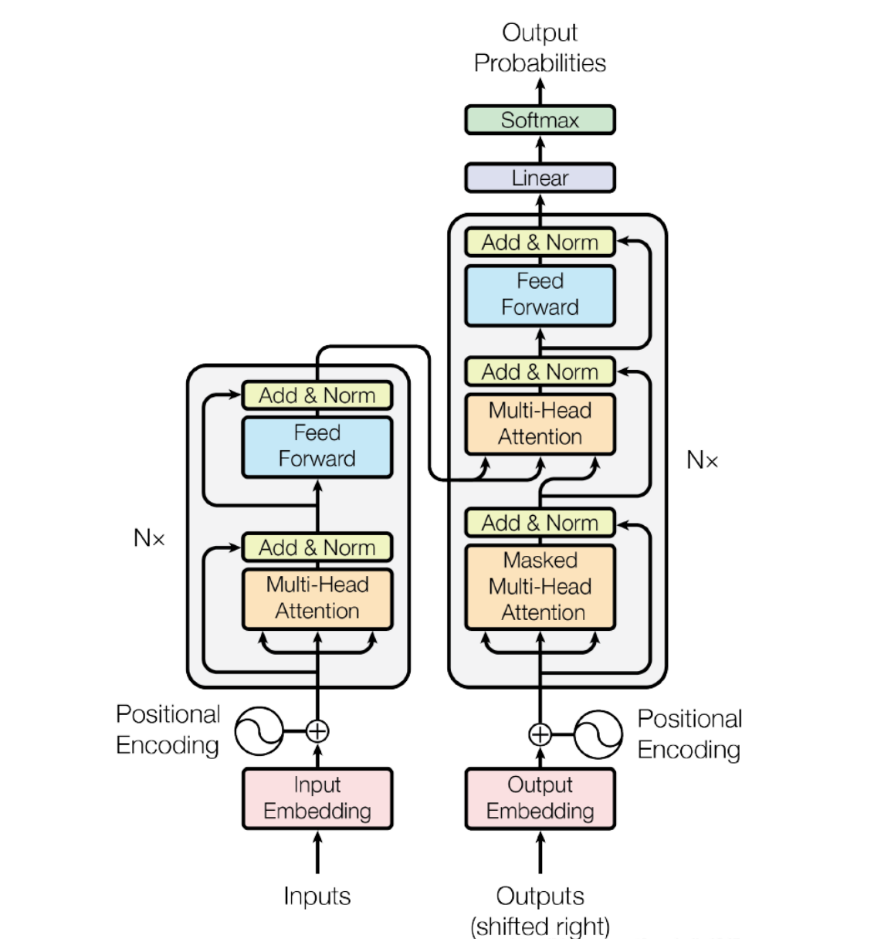 Output
Probabilities
Softmax
Linear
Add & Norm
Feed
Forward
Add & Norm
Multi-Head
Attention
Nx
Add & Norm
Masked
Multi-Head
Attention
Add & Norm
Feed
Forward
Nx
Add & Norm
Multi-Head
Attention
Positional
Encoding
Positional
Encoding
Input
Embedding
Output
Embedding
Inputs
Outputs
(shifted right)